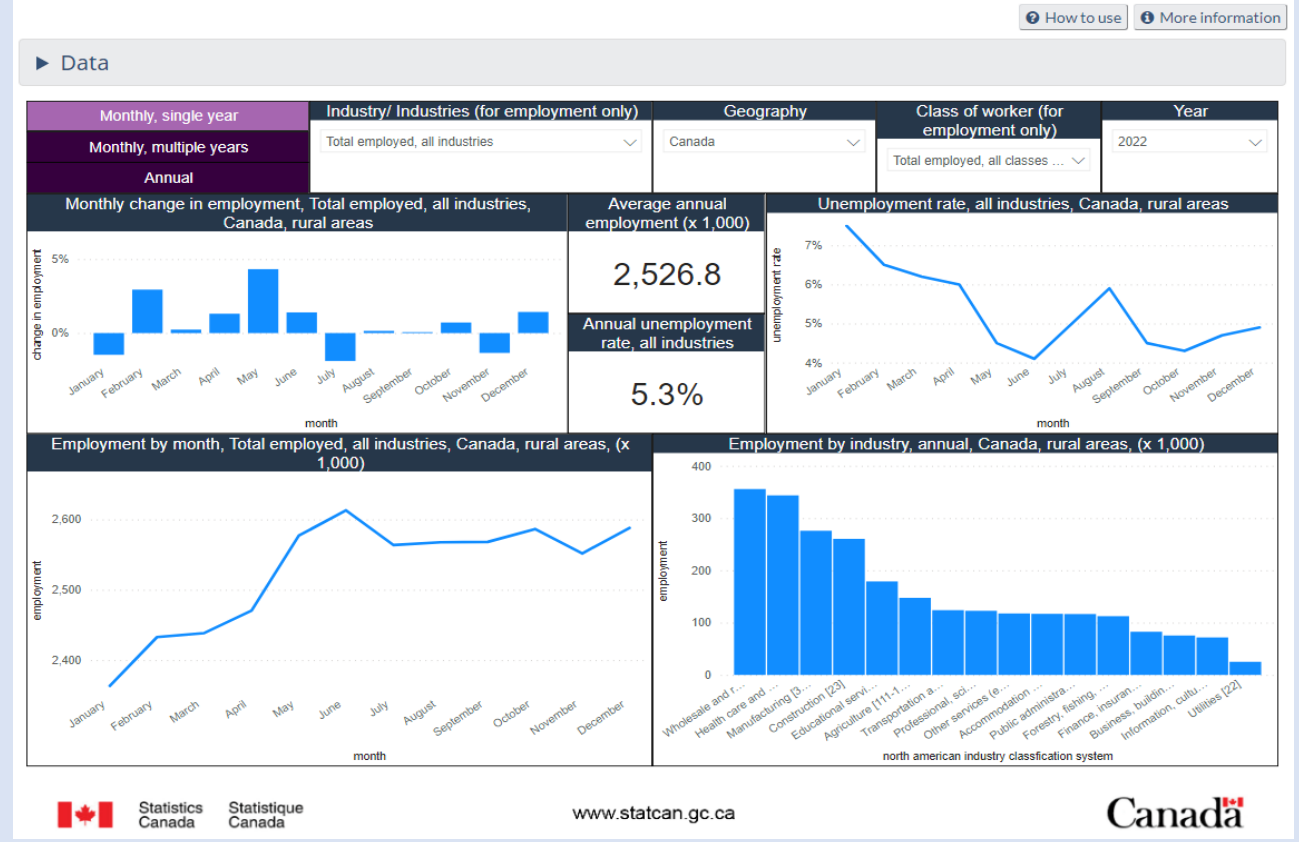 How to use
More information
Data
Monthly, single year
Monthly, multiple years
Annual
Industry/ Industries (for employment only)
Total employed, all industries
Geography
Canada
Class of worker (for
employment only)
Total employed, all classes ...
Year
2022
Monthly change in employment, Total employed, all industries,
Canada, rural areas
change in employment
5%
0%
January
February
March
April
May
June
July
August
September
October
November
December
month
Average annual
employment (x 1,000)
2,526.8
Annual unemployment
rate, all industries
5.3%
Unemployment rate, all industries, Canada, rural areas
unemployment rate
7%
6%
5%
4%
January
February
March
April
May
June
July
August
September
October
November
December
month
Employment by month, Total employed, all industries, Canada, rural areas, (x
1,000)
employment
2,600
2,500
2,400
January
February
March
April
May
June
July
August
September
October
November
December
month
Employment by industry, annual, Canada, rural areas, (x 1,000)
employment
400
300
200
100
0
Wholesale and r...
Health care and ...
Manufacturing [3...
Construction [23]
Educational servi...
Agriculture [111-1...
Transportation a...
Professional, sci...
Other services (e...
Accommodation ...
Public administra...
Forestry, fishing, ...
Finance, insuran...
Business, buildin...
Information, cultu...
Utilities [22]
north american industry classfication system
Statistics
Canada
Statistique
Canada
www.statcan.gc.ca
Canada